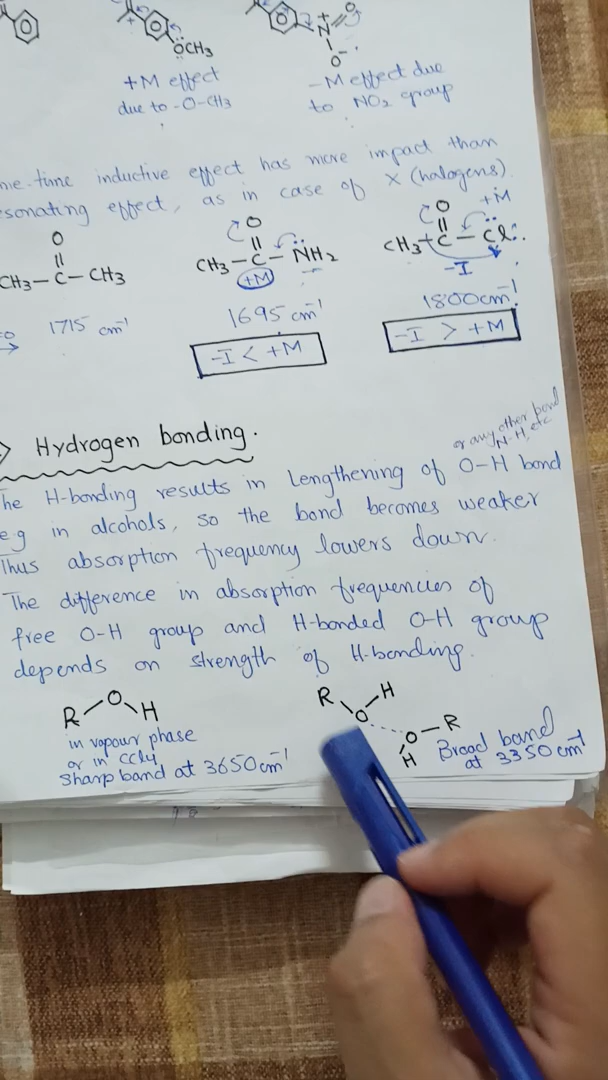 OCH3
N
+
O
O-
+M effect
due to -O-CH3
-M effect due
to NO2 group
me-time inductive effect has more impact than
esonating effect, as in case of X (halogens).
O
||
CH3-C-CH3
1715 cm-1
O
||
CH3-C-NH2
+M
1695 cm-1
-I < +M
+M
O
||
CH3-C-Cl:
-I
1800 cm-1
-I > +M
Hydrogen bonding.
or any other bond
N-H, etc
The H-bonding results in lengthening of O-H bond
eg in alcohols, so the bond becomes weaker
Thus absorption frequency lowers down.
The difference in absorption frequencies of
free O-H group and H-bonded O-H group
depends on strength of H-bonding.
R-O-H
in vapour phase
or in CCl4
Sharp band at 3650 cm-1
R
H
O
O-R
H
Broad band
at 3350 cm-1